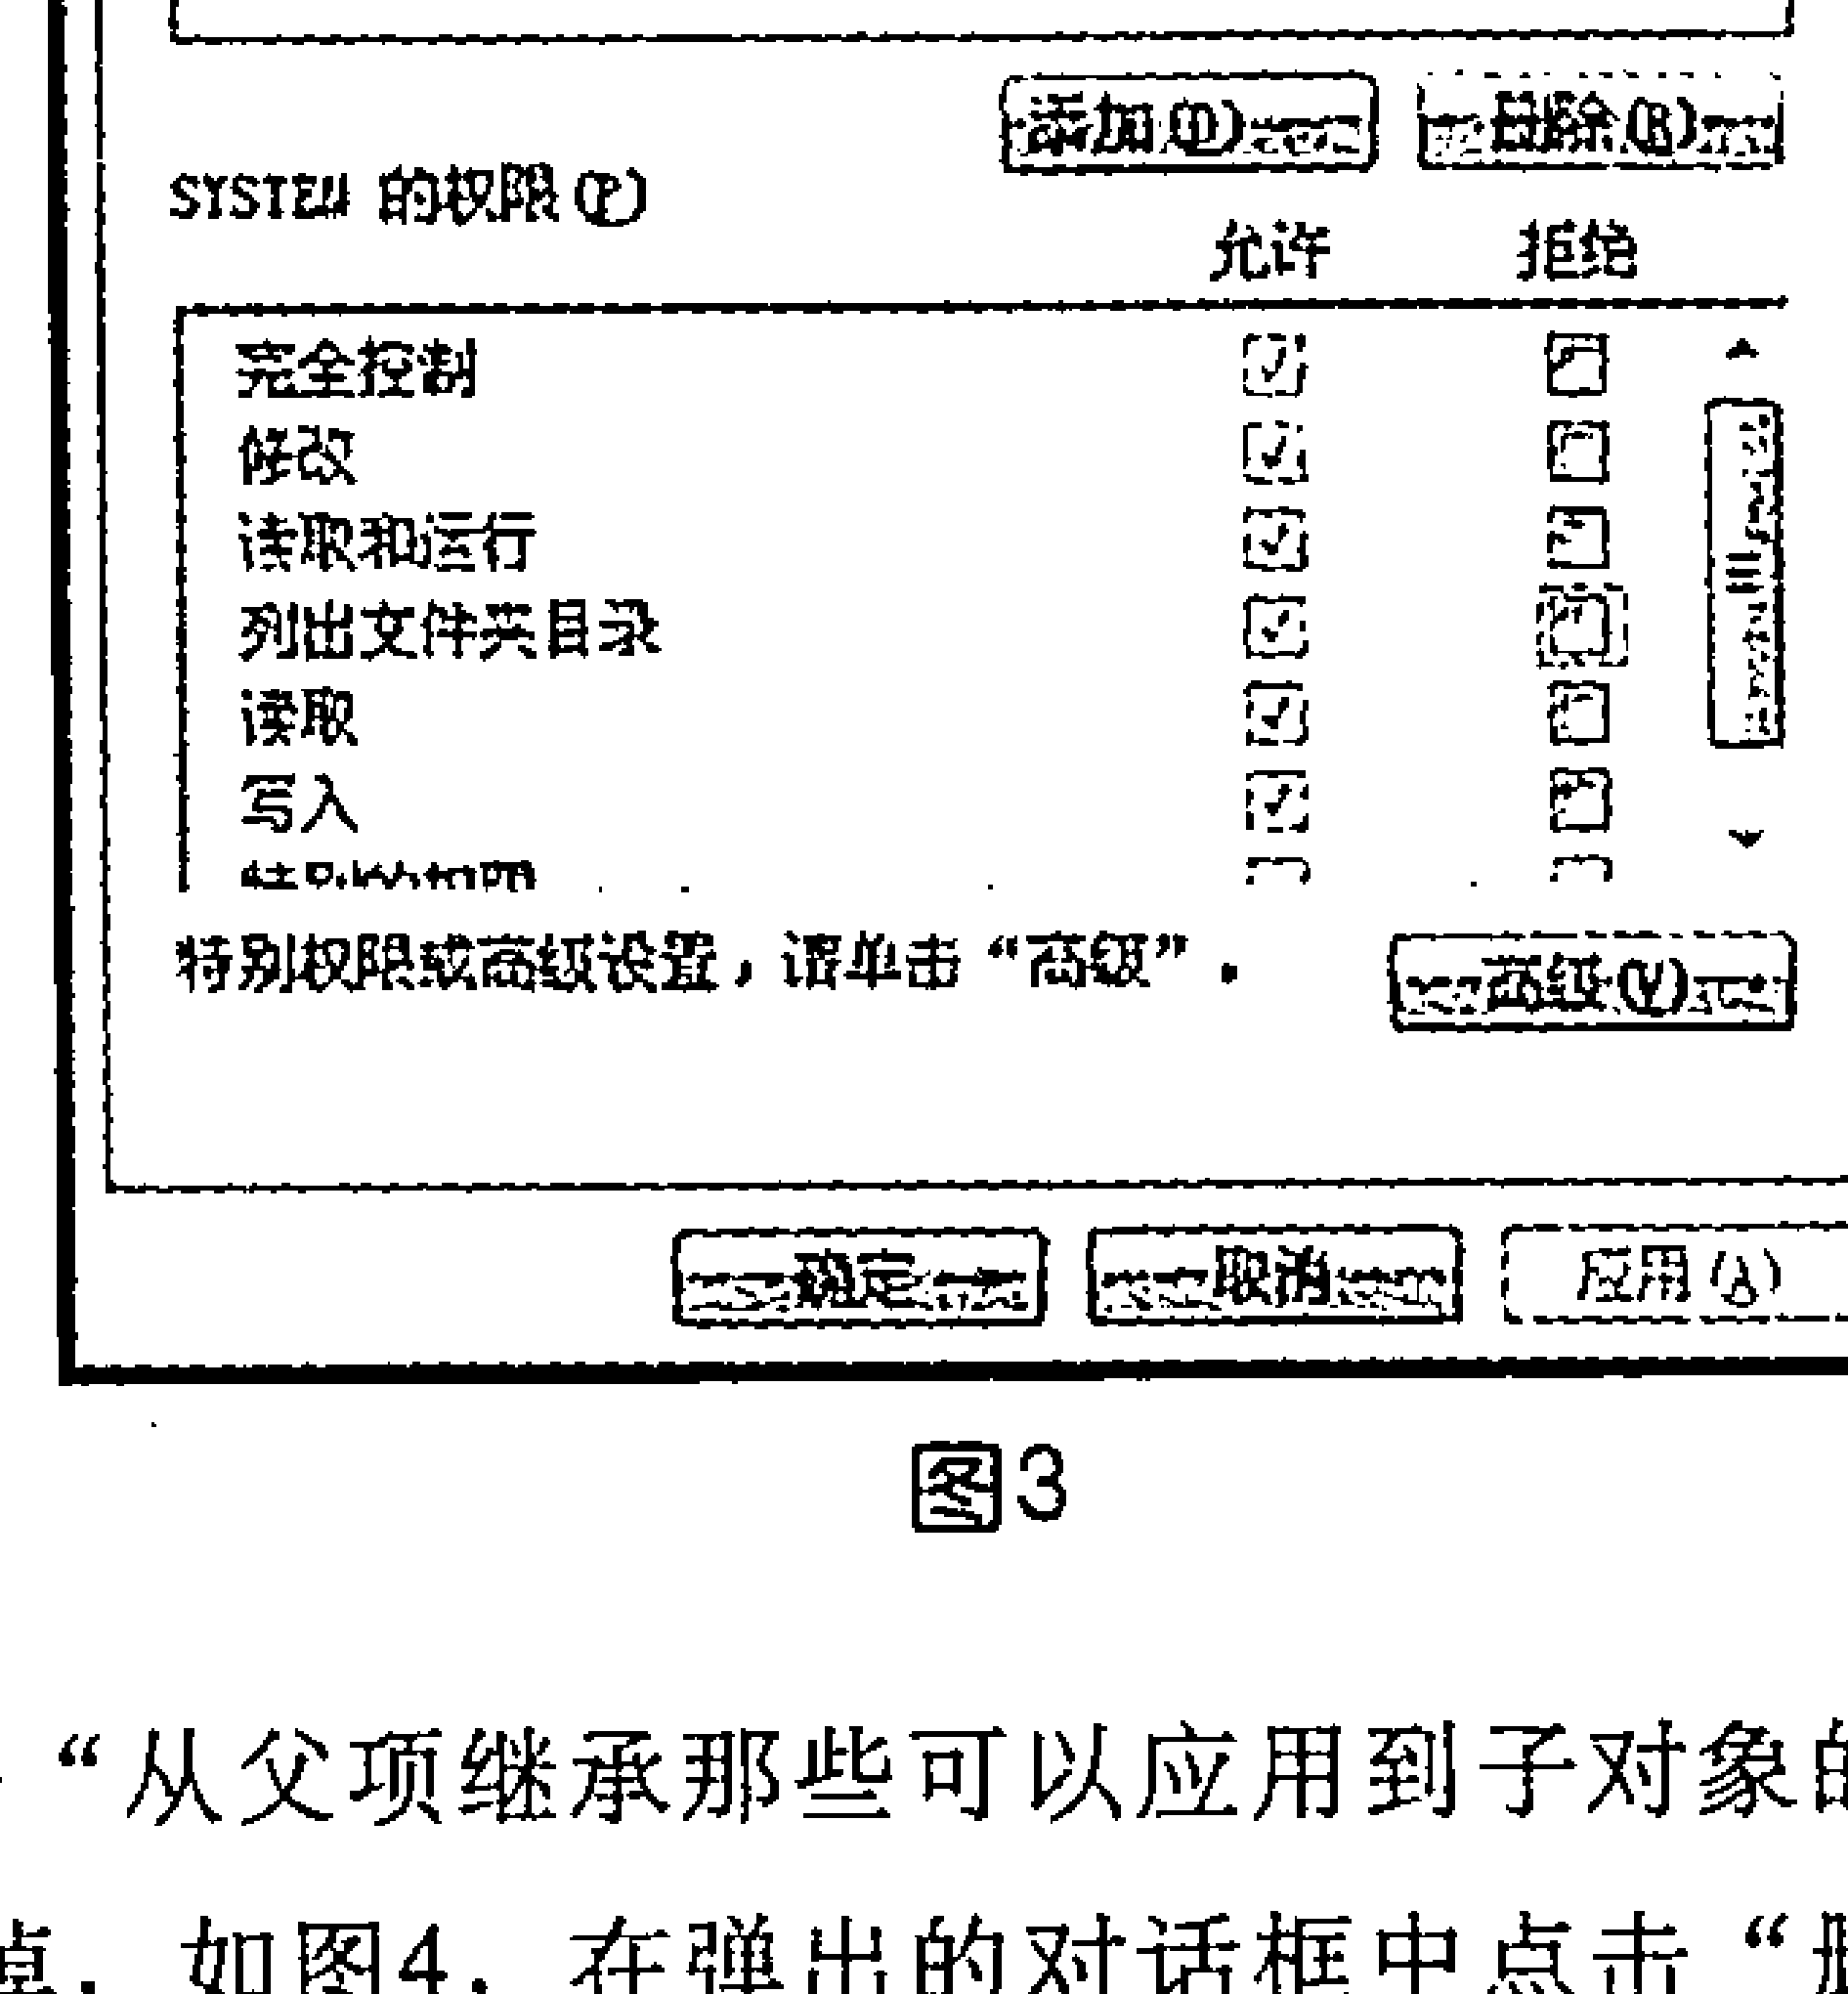 添加(D) 删除(R)
SYSTEM 的权限(P)
允许 拒绝
完全控制
修改
读取和运行
列出文件夹目录
读取
写入
特别权限或高级设置，请单击“高级”。 高级(V)
确定 取消 应用(A)
图3
“从父项继承那些可以应用到子对象的
掉，如图4，在弹出的对话框中点击“删